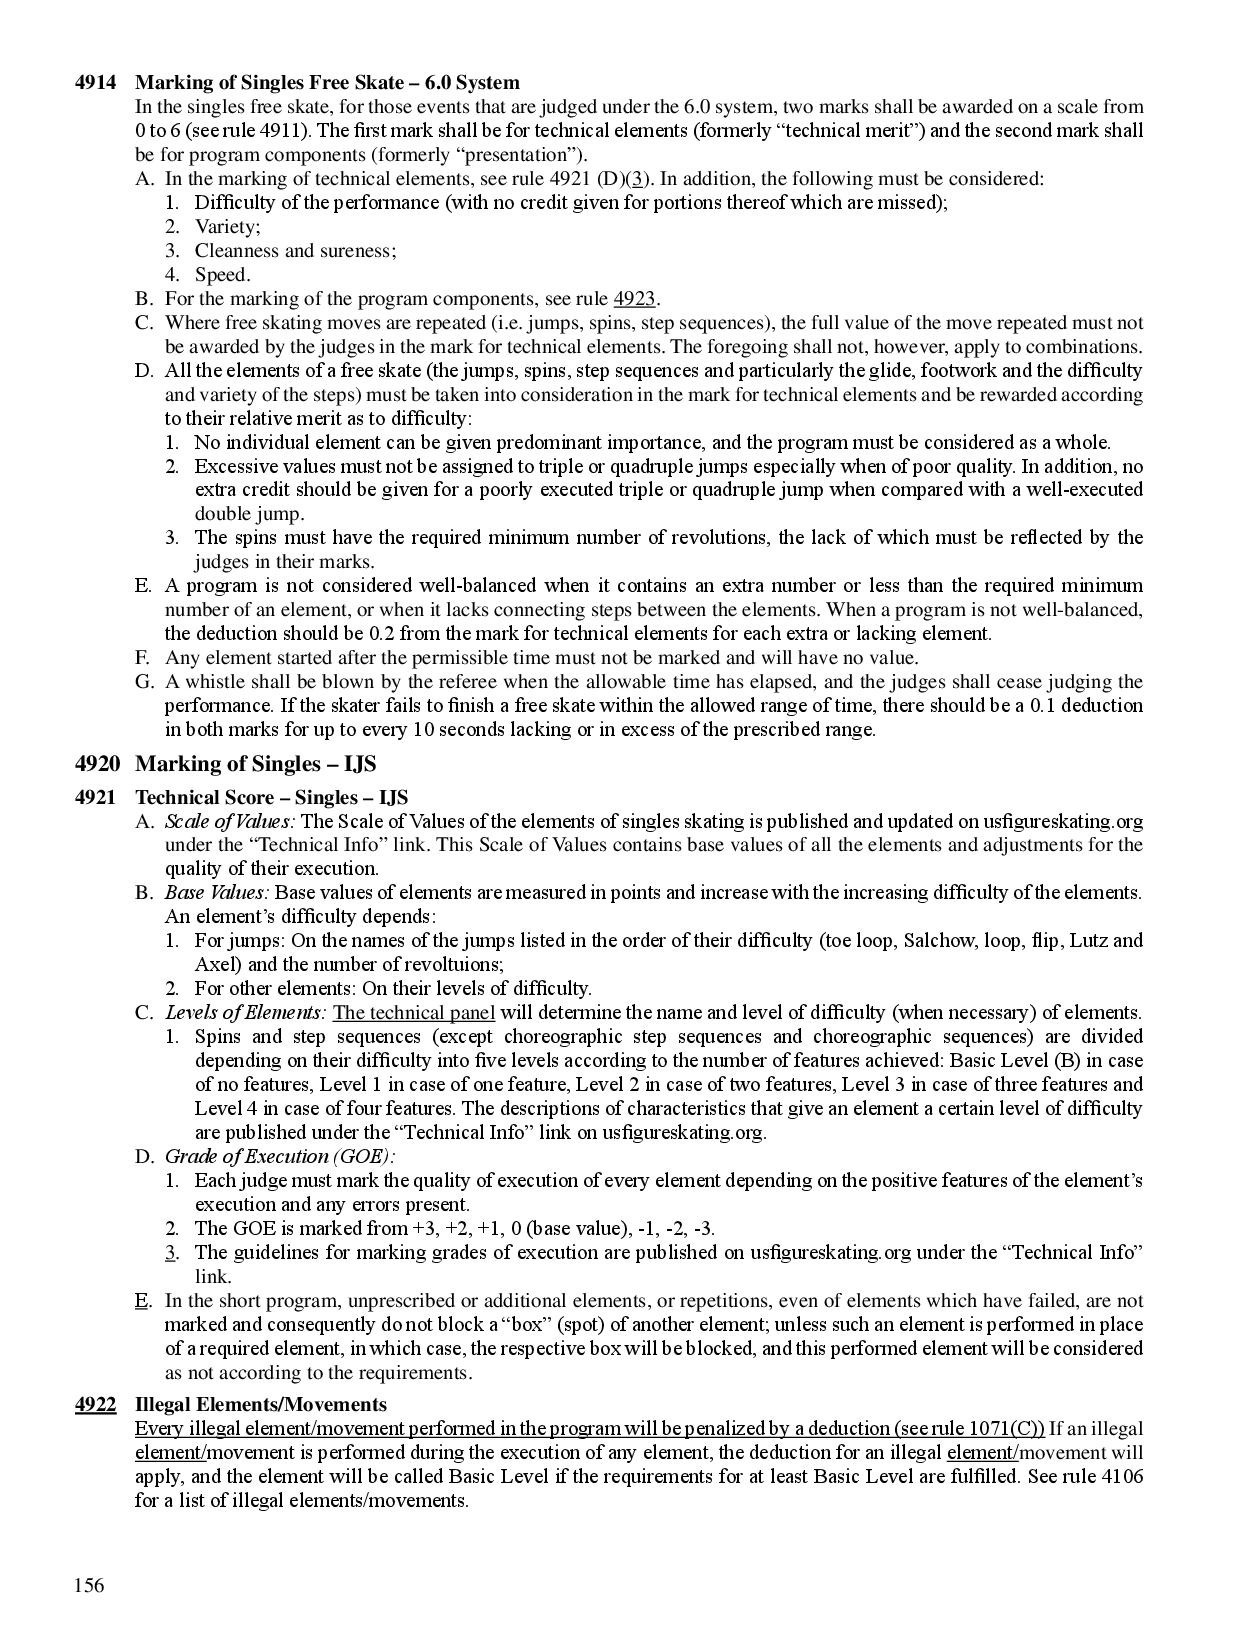 4914 Marking of Singles Free Skate – 6.0 System
In the singles free skate, for those events that are judged under the 6.0 system, two marks shall be awarded on a scale from
0 to 6 (see rule 4911). The first mark shall be for technical elements (formerly “technical merit”) and the second mark shall
be for program components (formerly “presentation”).
A. In the marking of technical elements, see rule 4921 (D)(3). In addition, the following must be considered:
1. Difficulty of the performance (with no credit given for portions thereof which are missed);
2. Variety;
3. Cleanness and sureness;
4. Speed.
B. For the marking of the program components, see rule 4923.
C. Where free skating moves are repeated (i.e. jumps, spins, step sequences), the full value of the move repeated must not
be awarded by the judges in the mark for technical elements. The foregoing shall not, however, apply to combinations.
D. All the elements of a free skate (the jumps, spins, step sequences and particularly the glide, footwork and the difficulty
and variety of the steps) must be taken into consideration in the mark for technical elements and be rewarded according
to their relative merit as to difficulty:
1. No individual element can be given predominant importance, and the program must be considered as a whole.
2. Excessive values must not be assigned to triple or quadruple jumps especially when of poor quality. In addition, no
extra credit should be given for a poorly executed triple or quadruple jump when compared with a well-executed
double jump.
3. The spins must have the required minimum number of revolutions, the lack of which must be reflected by the
judges in their marks.
E. A program is not considered well-balanced when it contains an extra number or less than the required minimum
number of an element, or when it lacks connecting steps between the elements. When a program is not well-balanced,
the deduction should be 0.2 from the mark for technical elements for each extra or lacking element.
F. Any element started after the permissible time must not be marked and will have no value.
G. A whistle shall be blown by the referee when the allowable time has elapsed, and the judges shall cease judging the
performance. If the skater fails to finish a free skate within the allowed range of time, there should be a 0.1 deduction
in both marks for up to every 10 seconds lacking or in excess of the prescribed range.
4920 Marking of Singles – IJS
4921 Technical Score – Singles – IJS
A. Scale of Values: The Scale of Values of the elements of singles skating is published and updated on usfigureskating.org
under the “Technical Info” link. This Scale of Values contains base values of all the elements and adjustments for the
quality of their execution.
B. Base Values: Base values of elements are measured in points and increase with the increasing difficulty of the elements.
An element’s difficulty depends:
1. For jumps: On the names of the jumps listed in the order of their difficulty (toe loop, Salchow, loop, flip, Lutz and
Axel) and the number of revoltuions;
2. For other elements: On their levels of difficulty.
C. Levels of Elements: The technical panel will determine the name and level of difficulty (when necessary) of elements.
1. Spins and step sequences (except choreographic step sequences and choreographic sequences) are divided
depending on their difficulty into five levels according to the number of features achieved: Basic Level (B) in case
of no features, Level 1 in case of one feature, Level 2 in case of two features, Level 3 in case of three features and
Level 4 in case of four features. The descriptions of characteristics that give an element a certain level of difficulty
are published under the “Technical Info” link on usfigureskating.org.
D. Grade of Execution (GOE):
1. Each judge must mark the quality of execution of every element depending on the positive features of the element’s
execution and any errors present.
2. The GOE is marked from +3, +2, +1, 0 (base value), -1, -2, -3.
3. The guidelines for marking grades of execution are published on usfigureskating.org under the “Technical Info”
link.
E. In the short program, unprescribed or additional elements, or repetitions, even of elements which have failed, are not
marked and consequently do not block a “box” (spot) of another element; unless such an element is performed in place
of a required element, in which case, the respective box will be blocked, and this performed element will be considered
as not according to the requirements.
4922 Illegal Elements/Movements
Every illegal element/movement performed in the program will be penalized by a deduction (see rule 1071(C)) If an illegal
element/movement is performed during the execution of any element, the deduction for an illegal element/movement will
apply, and the element will be called Basic Level if the requirements for at least Basic Level are fulfilled. See rule 4106
for a list of illegal elements/movements.
156